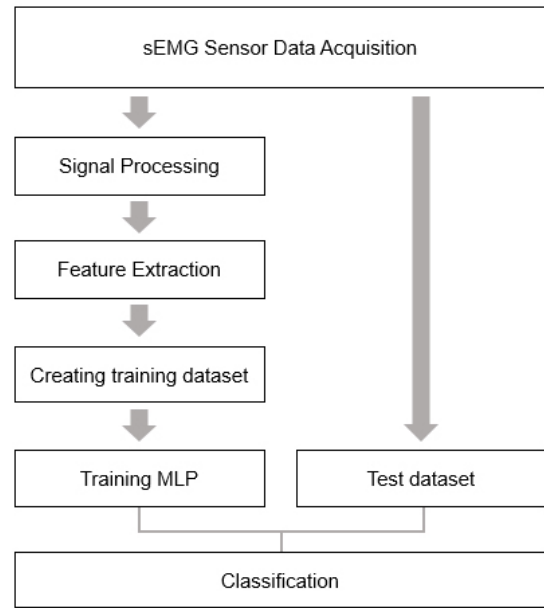 sEMG Sensor Data Acquisition
Signal Processing
Feature Extraction
Creating training dataset
Training MLP
Test dataset
Classification